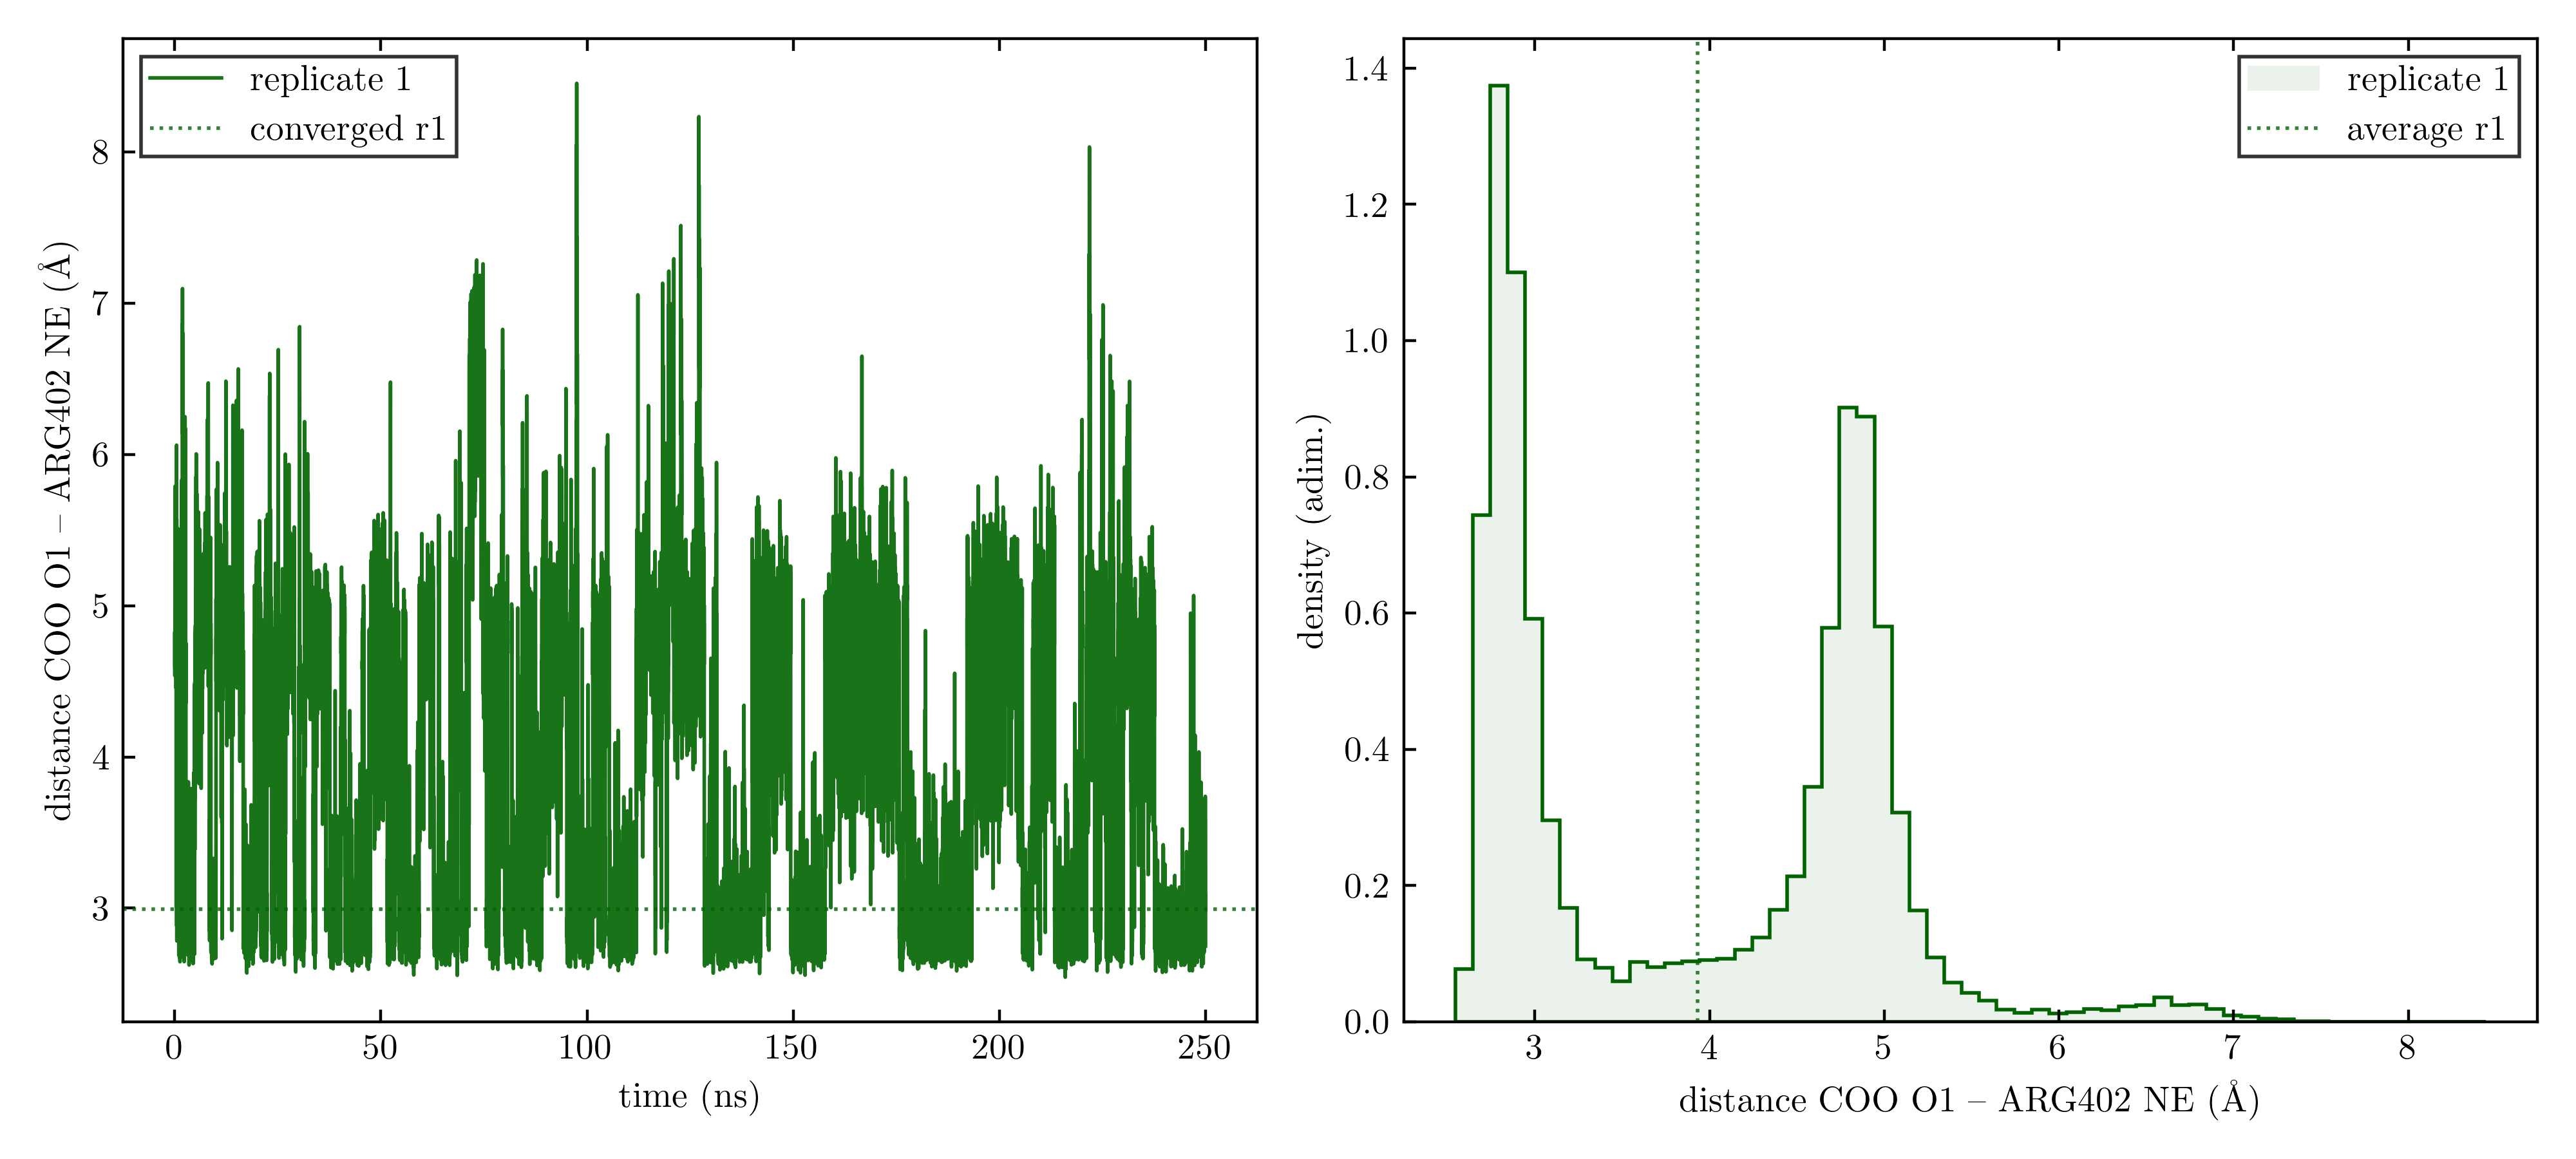 replicate 1
converged r1
8
7
6
5
4
3
distance COO O1 – ARG402 NE (Å)
0 50 100 150 200 250
time (ns)
replicate 1
average r1
1.4
1.2
1.0
0.8
0.6
0.4
0.2
0.0
density (adim.)
3 4 5 6 7 8
distance COO O1 – ARG402 NE (Å)